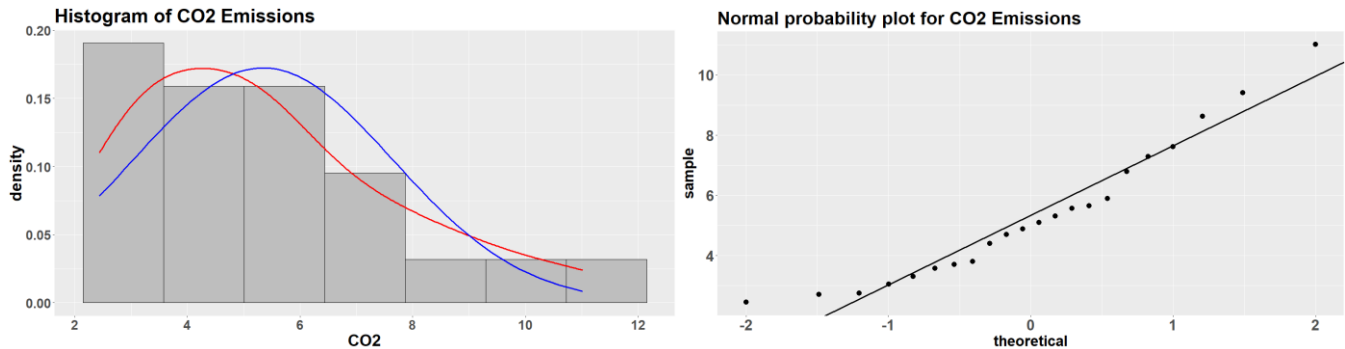 Histogram of CO2 Emissions
0.20
0.15
0.10
0.05
0.00
density
2 4 6 8 10 12
CO2
Normal probability plot for CO2 Emissions
10
8
6
4
sample
-2 -1 0 1 2
theoretical